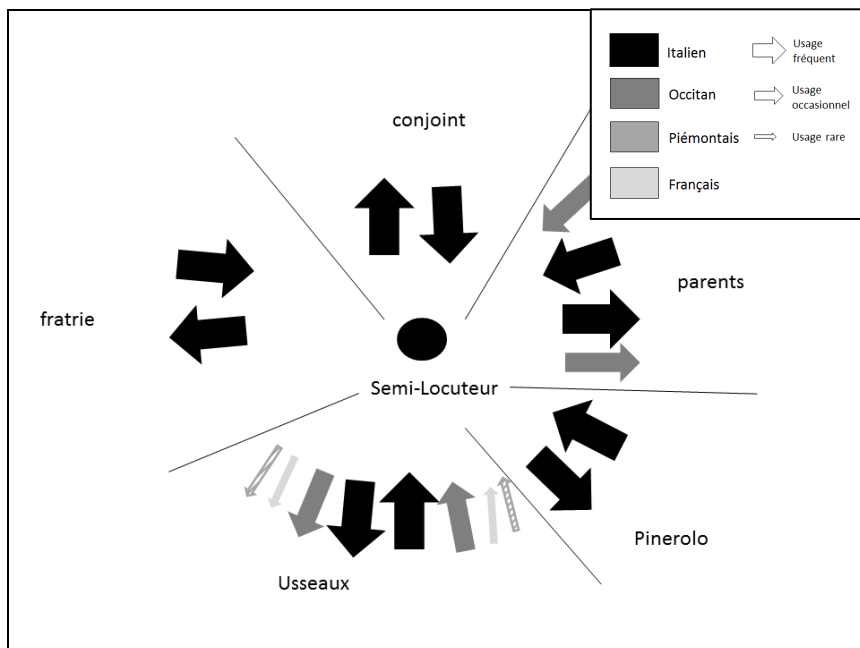 Italien
Usage
fréquent
Occitan
Usage
occasionnel
Piémontais
Usage rare
Français
conjoint
fratrie
parents
Semi-Locuteur
Pinerolo
Usseaux